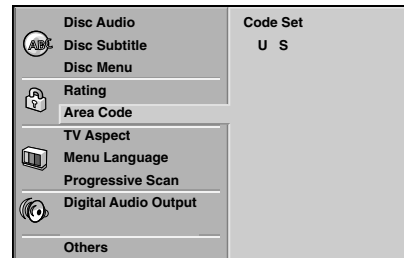 Disc Audio
ABC
Disc Subtitle
Disc Menu
Rating
Area Code
TV Aspect
Menu Language
Progressive Scan
Digital Audio Output
Others
Code Set
U S